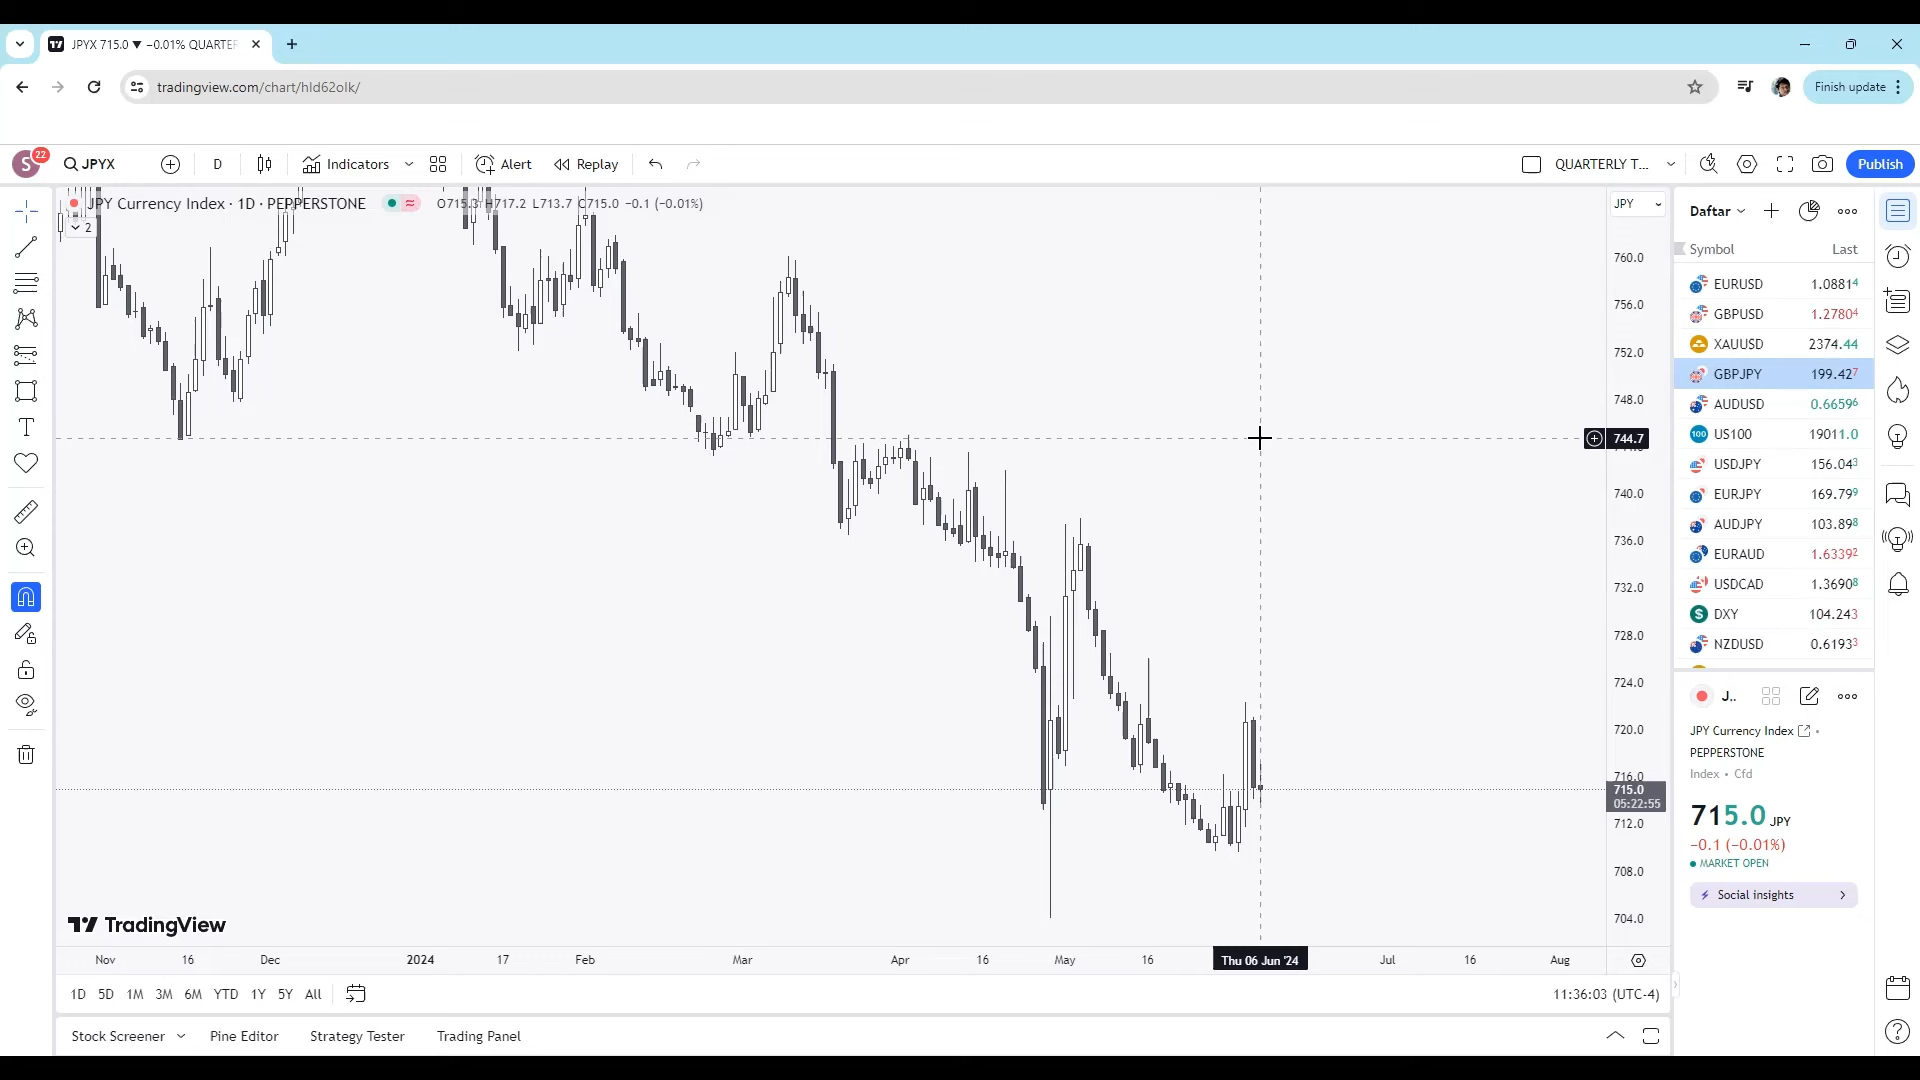 JPYX 715.0 ▼ −0.01% QUARTER
tradingview.com/chart/hld62olk/
Finish update
S 22
JPYX
D
Indicators
Alert
Replay
QUARTERLY T...
Publish
JPY Currency Index · 1D · PEPPERSTONE
O715.3 H717.2 L713.7 C715.0 −0.1 (−0.01%)
2
JPY
760.0
756.0
752.0
748.0
744.7
740.0
736.0
732.0
728.0
724.0
720.0
716.0
715.0
05:22:55
712.0
708.0
704.0
TradingView
Nov 16 Dec 2024 17 Feb Mar Apr 16 May 16 Thu 06 Jun '24 Jul 16 Aug
1D 5D 1M 3M 6M YTD 1Y 5Y All
11:36:03 (UTC-4)
Stock Screener Pine Editor Strategy Tester Trading Panel
Daftar
Symbol Last
EURUSD 1.08814
GBPUSD 1.27804
XAUUSD 2374.44
GBPJPY 199.427
AUDUSD 0.66596
100 US100 19011.0
USDJPY 156.043
EURJPY 169.799
AUDJPY 103.898
EURAUD 1.63392
USDCAD 1.36908
$ DXY 104.243
NZDUSD 0.61933
J..
JPY Currency Index •
PEPPERSTONE
Index • Cfd
715.0 JPY
−0.1 (−0.01%)
MARKET OPEN
Social insights